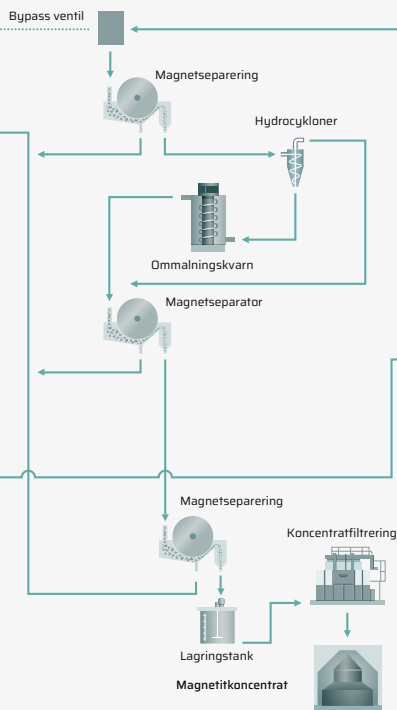 Bypass ventil
Magnetseparering
Hydrocykloner
Ommalningskvarn
Magnetseparator
Magnetseparering
Koncentratfiltrering
Lagringstank
Magnetitkoncentrat